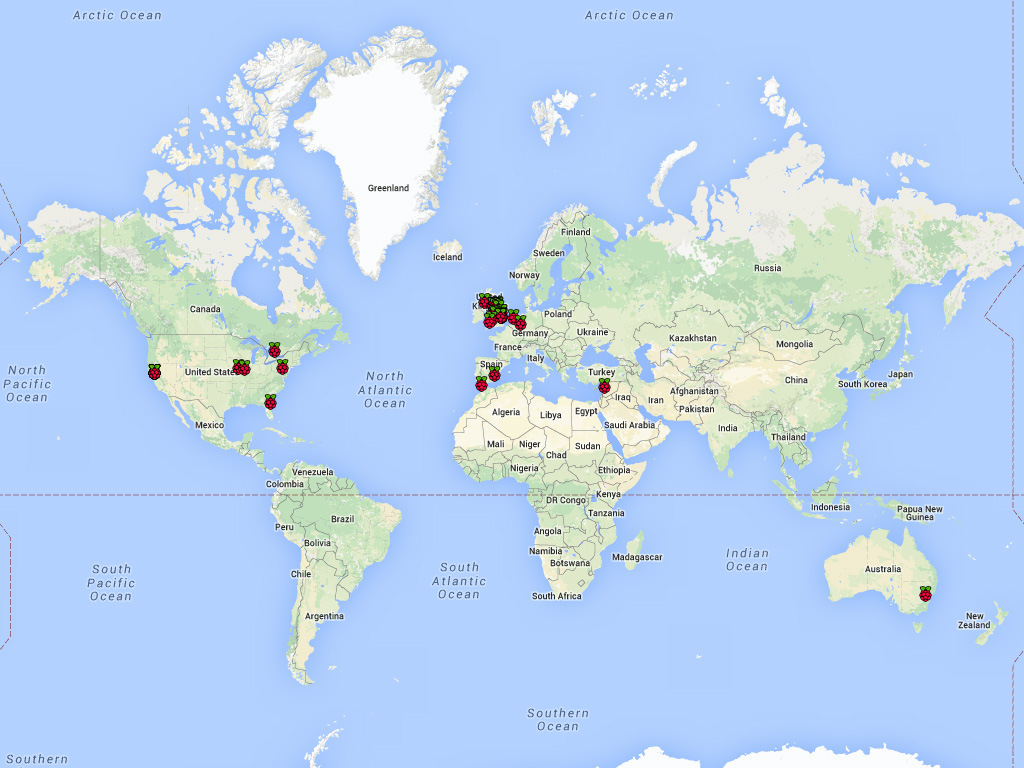 Arctic Ocean
Arctic Ocean
Greenland
Finland
Iceland
Sweden
Russia
Norway
Canada
Poland
Ukraine
Kazakhstan
Germany
Mongolia
France
Italy
North
Pacific
Ocean
United States
North
Atlantic
Ocean
Spain
Turkey
China
South Korea
Japan
Iraq
Iran
Afghanistan
Pakistan
Algeria
Libya
Egypt
Mexico
Saudi Arabia
India
Thailand
Mali
Niger
Sudan
Chad
Venezuela
Nigeria
Ethiopia
Colombia
Kenya
DR Congo
Indonesia
Papua New
Guinea
Tanzania
Brazil
Peru
Angola
Bolivia
Namibia
Botswana
Madagascar
Indian
Ocean
South
Pacific
Ocean
South
Atlantic
Ocean
Chile
Australia
South Africa
Argentina
New
Zealand
Southern
Ocean
Southern